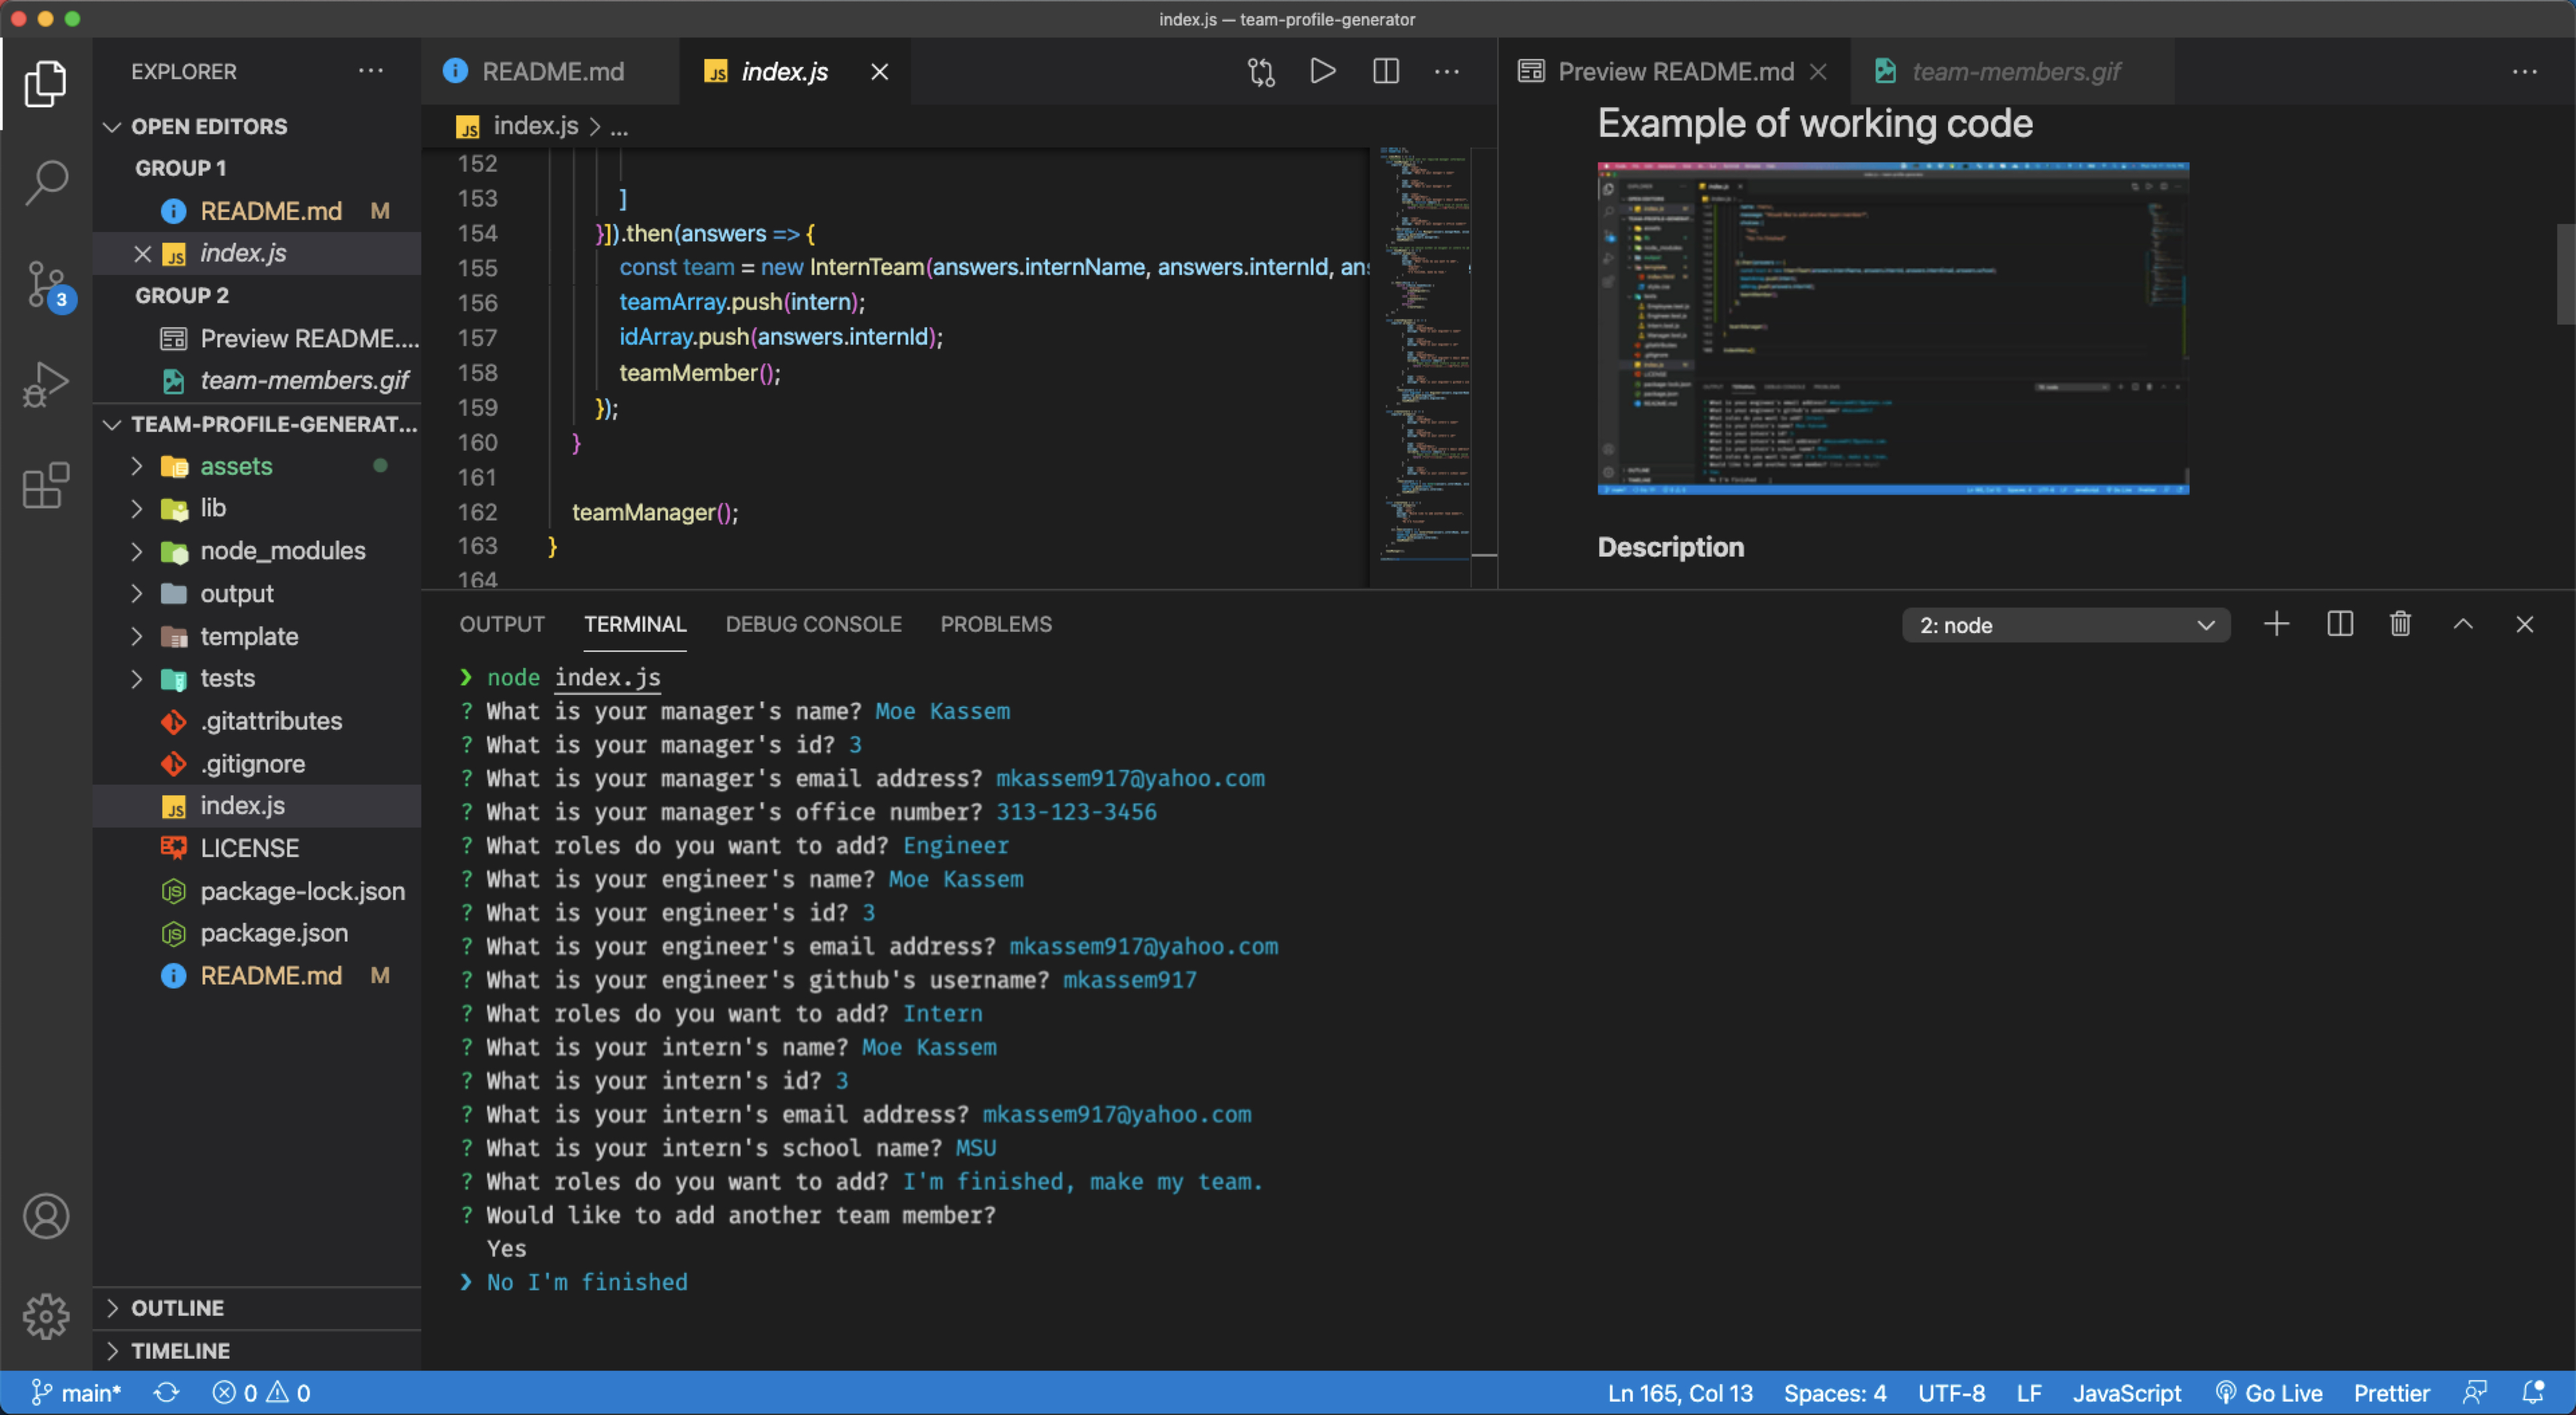 index.js — team-profile-generator
EXPLORER
OPEN EDITORS
GROUP 1
README.md M
index.js
GROUP 2
Preview README....
team-members.gif
TEAM-PROFILE-GENERAT...
assets
lib
node_modules
output
template
tests
.gitattributes
.gitignore
index.js
LICENSE
package-lock.json
package.json
README.md M
OUTLINE
TIMELINE
README.md
index.js
index.js > ...
152
153 ]
154 }]).then(answers => {
155 const team = new InternTeam(answers.internName, answers.internId, ans
156 teamArray.push(intern);
157 idArray.push(answers.internId);
158 teamMember();
159 });
160 }
161
162 teamManager();
163 }
164
Preview README.md
team-members.gif
Example of working code
Description
OUTPUT TERMINAL DEBUG CONSOLE PROBLEMS
2: node
❯ node index.js
? What is your manager's name? Moe Kassem
? What is your manager's id? 3
? What is your manager's email address? mkassem917@yahoo.com
? What is your manager's office number? 313-123-3456
? What roles do you want to add? Engineer
? What is your engineer's name? Moe Kassem
? What is your engineer's id? 3
? What is your engineer's email address? mkassem917@yahoo.com
? What is your engineer's github's username? mkassem917
? What roles do you want to add? Intern
? What is your intern's name? Moe Kassem
? What is your intern's id? 3
? What is your intern's email address? mkassem917@yahoo.com
? What is your intern's school name? MSU
? What roles do you want to add? I'm finished, make my team.
? Would like to add another team member?
Yes
❯ No I'm finished
3
main* 0 0
Ln 165, Col 13 Spaces: 4 UTF-8 LF JavaScript Go Live Prettier